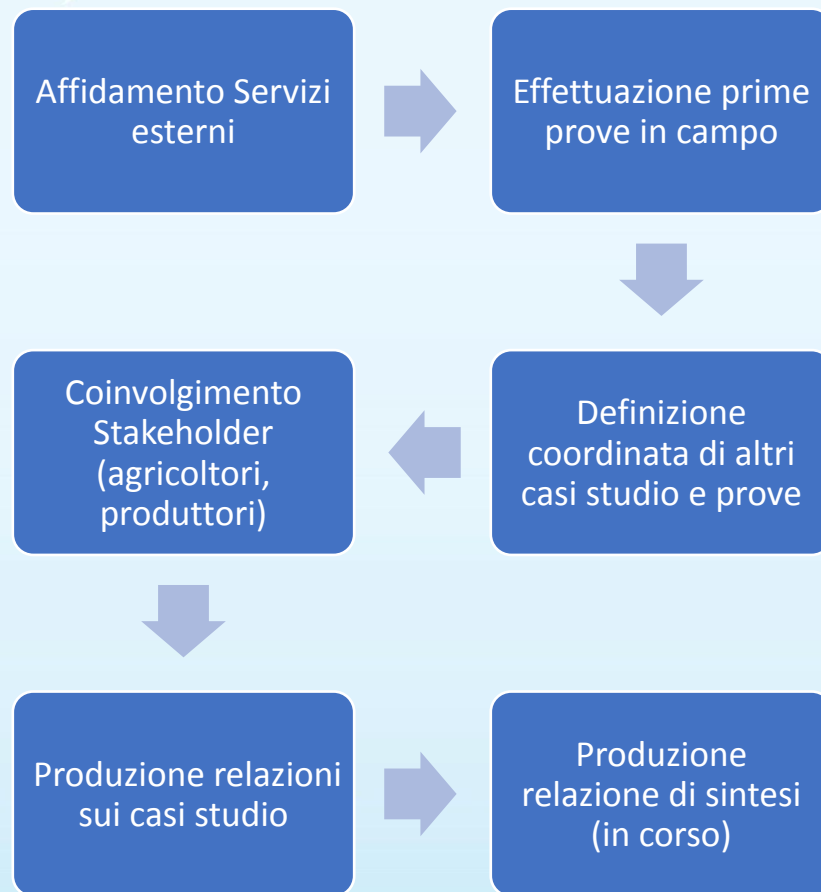 Affidamento Servizi
esterni
Effettuazione prime
prove in campo
Definizione
coordinata di altri
casi studio e prove
Coinvolgimento
Stakeholder
(agricoltori,
produttori)
Produzione relazioni
sui casi studio
Produzione
relazione di sintesi
(in corso)